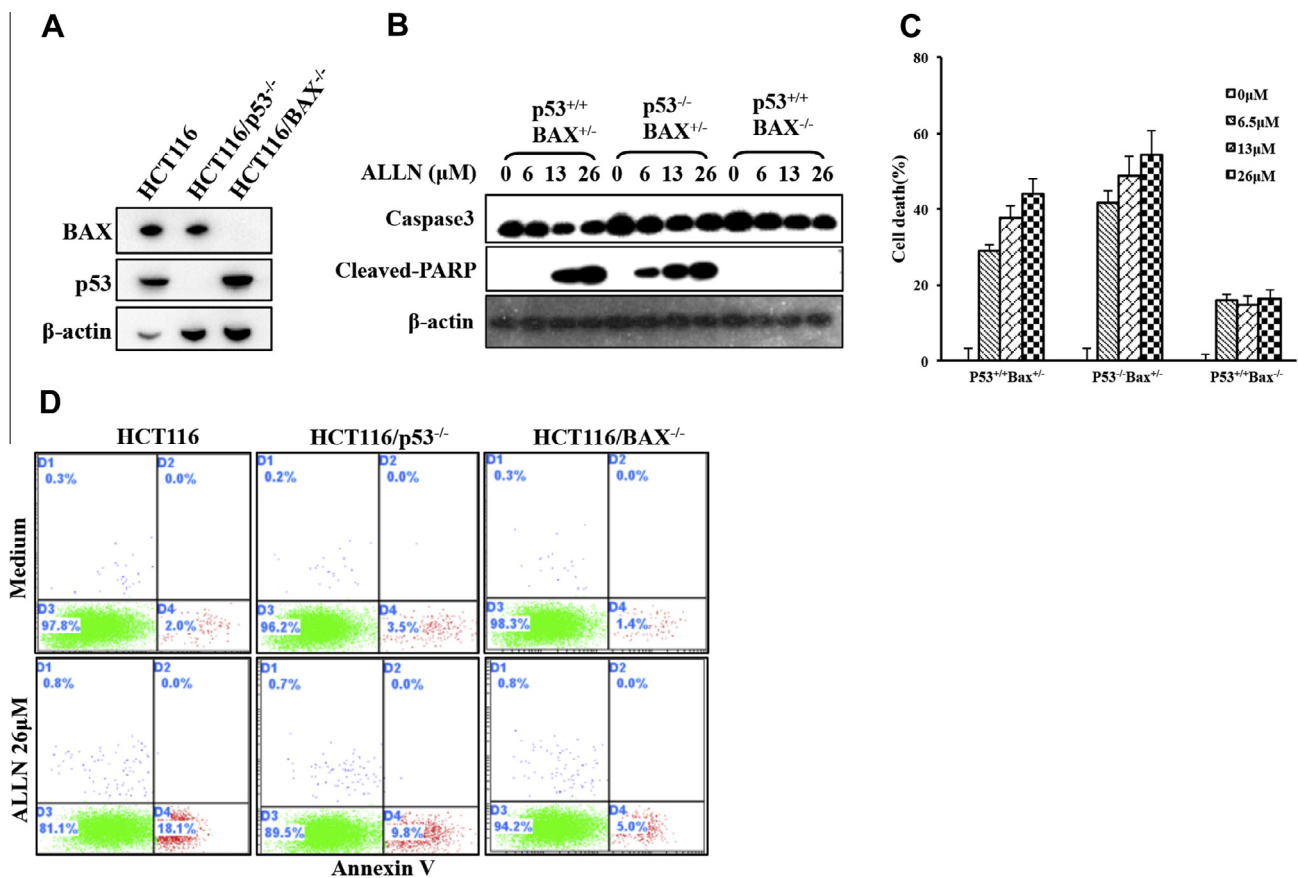 A
HCT116
HCT116/p53-/-
HCT116/BAX-/-
BAX
p53
β-actin
B
p53+/+ p53-/- p53+/+
BAX+/- BAX+/- BAX-/-
ALLN (μM) 0 6 13 26 0 6 13 26 0 6 13 26
Caspase3
Cleaved-PARP
β-actin
C
80
60
40
20
0
Cell death(%)
0μM
6.5μM
13μM
26μM
P53+/+Bax+/- P53-/-Bax+/- P53+/+Bax-/-
D
HCT116 HCT116/p53-/- HCT116/BAX-/-
Medium
D1 D2 D1 D2 D1 D2
0.3% 0.0% 0.2% 0.0% 0.3% 0.0%
D3 D4 D3 D4 D3 D4
97.8% 2.0% 96.2% 3.5% 98.3% 1.4%
ALLN 26μM
D1 D2 D1 D2 D1 D2
0.8% 0.0% 0.7% 0.0% 0.8% 0.0%
D3 D4 D3 D4 D3 D4
81.1% 18.1% 89.5% 9.8% 94.2% 5.0%
Annexin V